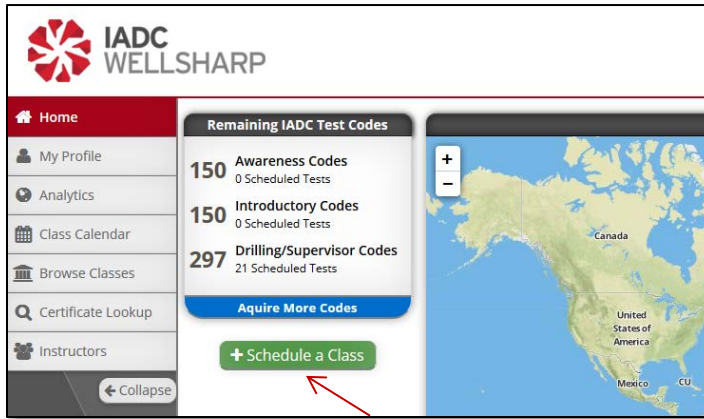 IADC
WELLSHARP
Home
My Profile
Analytics
Class Calendar
Browse Classes
Certificate Lookup
Instructors
Collapse
Remaining IADC Test Codes
150 Awareness Codes
0 Scheduled Tests
150 Introductory Codes
0 Scheduled Tests
297 Drilling/Supervisor Codes
21 Scheduled Tests
Aquire More Codes
+ Schedule a Class
+
−
Canada
United
States of
America
Mexico
CU